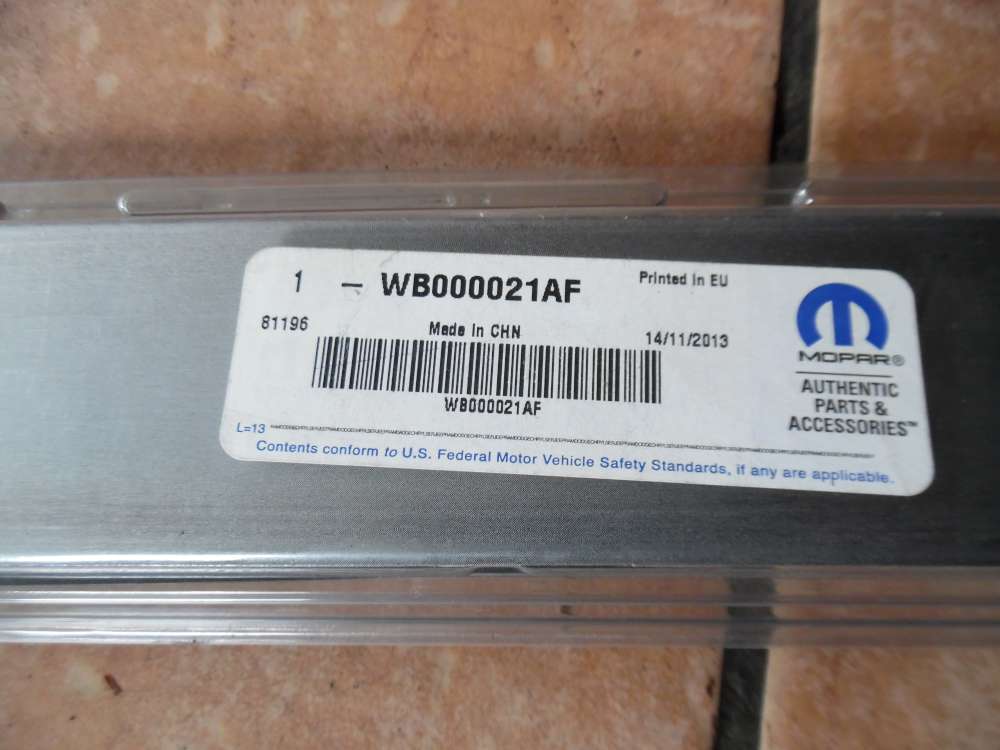 1 - WB000021AF Printed in EU
81196 Made In CHN 14/11/2013
WB000021AF
MOPAR®
AUTHENTIC
PARTS &
ACCESSORIES™
L=13
Contents conform to U.S. Federal Motor Vehicle Safety Standards, if any are applicable.